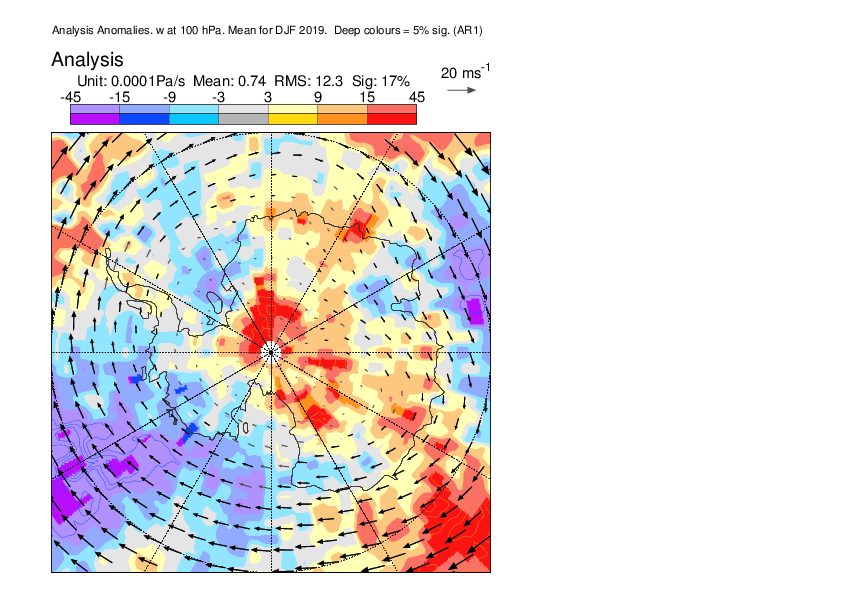 Analysis Anomalies. w at 100 hPa. Mean for DJF 2019.  Deep colours = 5% sig. (AR1)
Analysis
Unit: 0.0001Pa/s  Mean: 0.74  RMS: 12.3  Sig: 17%
20 ms-1
-45 -15 -9 -3 3 9 15 45